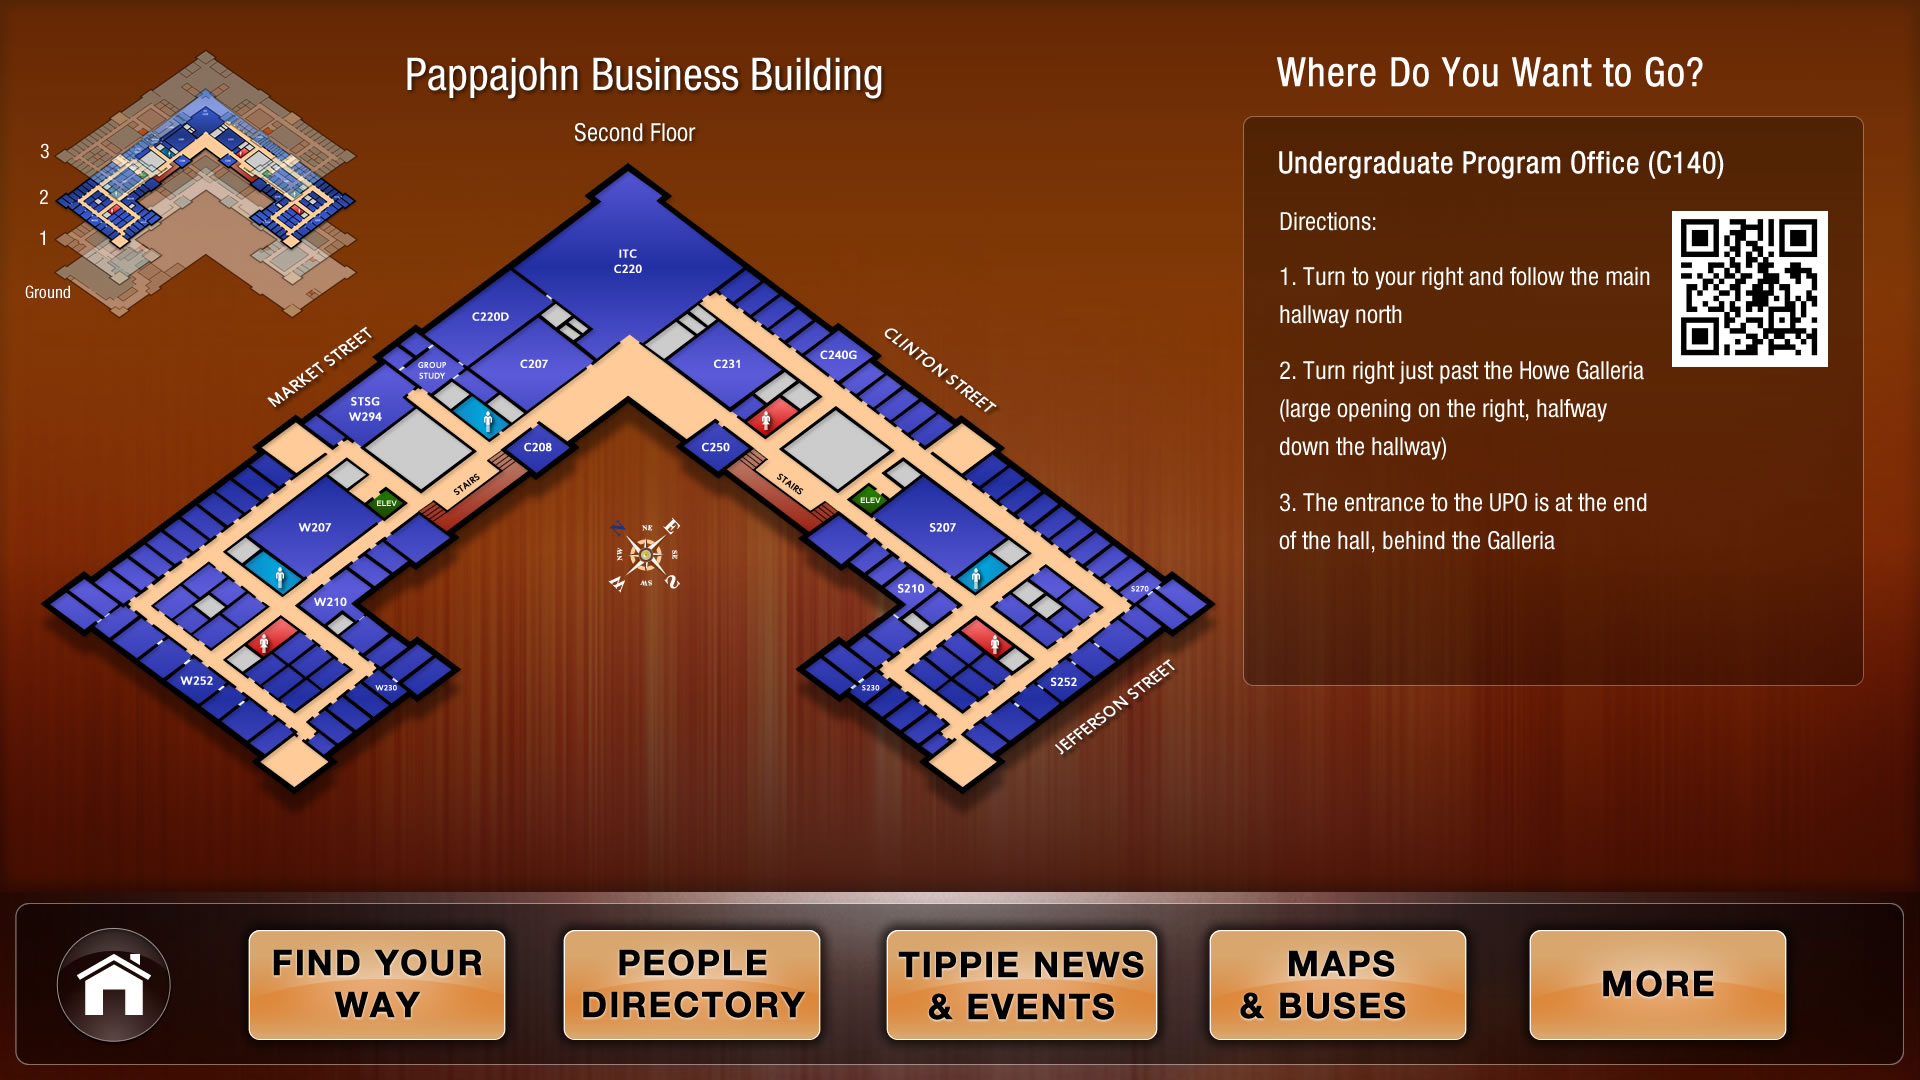 Pappajohn Business Building
Second Floor
3
2
1
Ground
MARKET STREET
CLINTON STREET
JEFFERSON STREET
ITC
C220
C220D
C207
GROUP
STUDY
STSG
W294
C208
STAIRS
ELEV
W207
W210
W252
W230
C231
C240G
C250
STAIRS
ELEV
S207
S210
S270
S230
S252
N
NE
E
SE
S
SW
W
NW
Where Do You Want to Go?
Undergraduate Program Office (C140)
Directions:
1. Turn to your right and follow the main
hallway north
2. Turn right just past the Howe Galleria
(large opening on the right, halfway
down the hallway)
3. The entrance to the UPO is at the end
of the hall, behind the Galleria
FIND YOUR
WAY
PEOPLE
DIRECTORY
TIPPIE NEWS
& EVENTS
MAPS
& BUSES
MORE